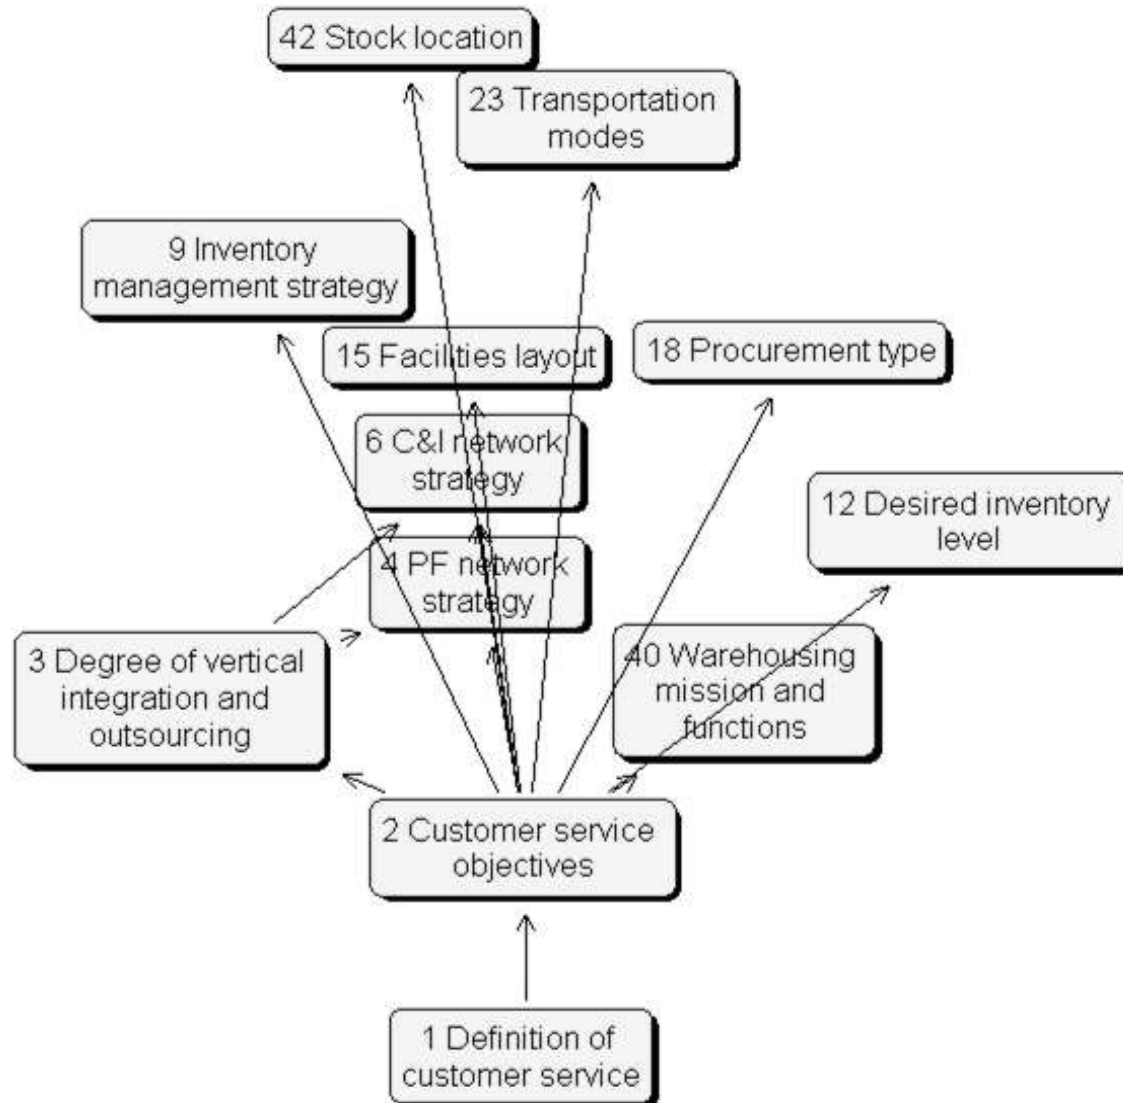 42 Stock location
23 Transportation
modes
9 Inventory
management strategy
15 Facilities layout
18 Procurement type
6 C&I network
strategy
12 Desired inventory
level
4 PF network
strategy
3 Degree of vertical
integration and
outsourcing
40 Warehousing
mission and
functions
2 Customer service
objectives
1 Definition of
customer service